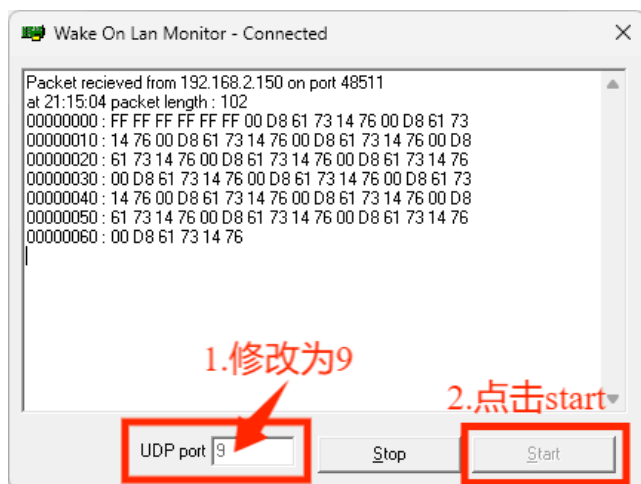 Wake On Lan Monitor - Connected
Packet recieved from 192.168.2.150 on port 48511
at 21:15:04 packet length : 102
00000000 : FF FF FF FF FF FF 00 D8 61 73 14 76 00 D8 61 73
00000010 : 14 76 00 D8 61 73 14 76 00 D8 61 73 14 76 00 D8
00000020 : 61 73 14 76 00 D8 61 73 14 76 00 D8 61 73 14 76
00000030 : 00 D8 61 73 14 76 00 D8 61 73 14 76 00 D8 61 73
00000040 : 14 76 00 D8 61 73 14 76 00 D8 61 73 14 76 00 D8
00000050 : 61 73 14 76 00 D8 61 73 14 76 00 D8 61 73 14 76
00000060 : 00 D8 61 73 14 76
1.修改为9
2.点击start
UDP port 9 Stop Start